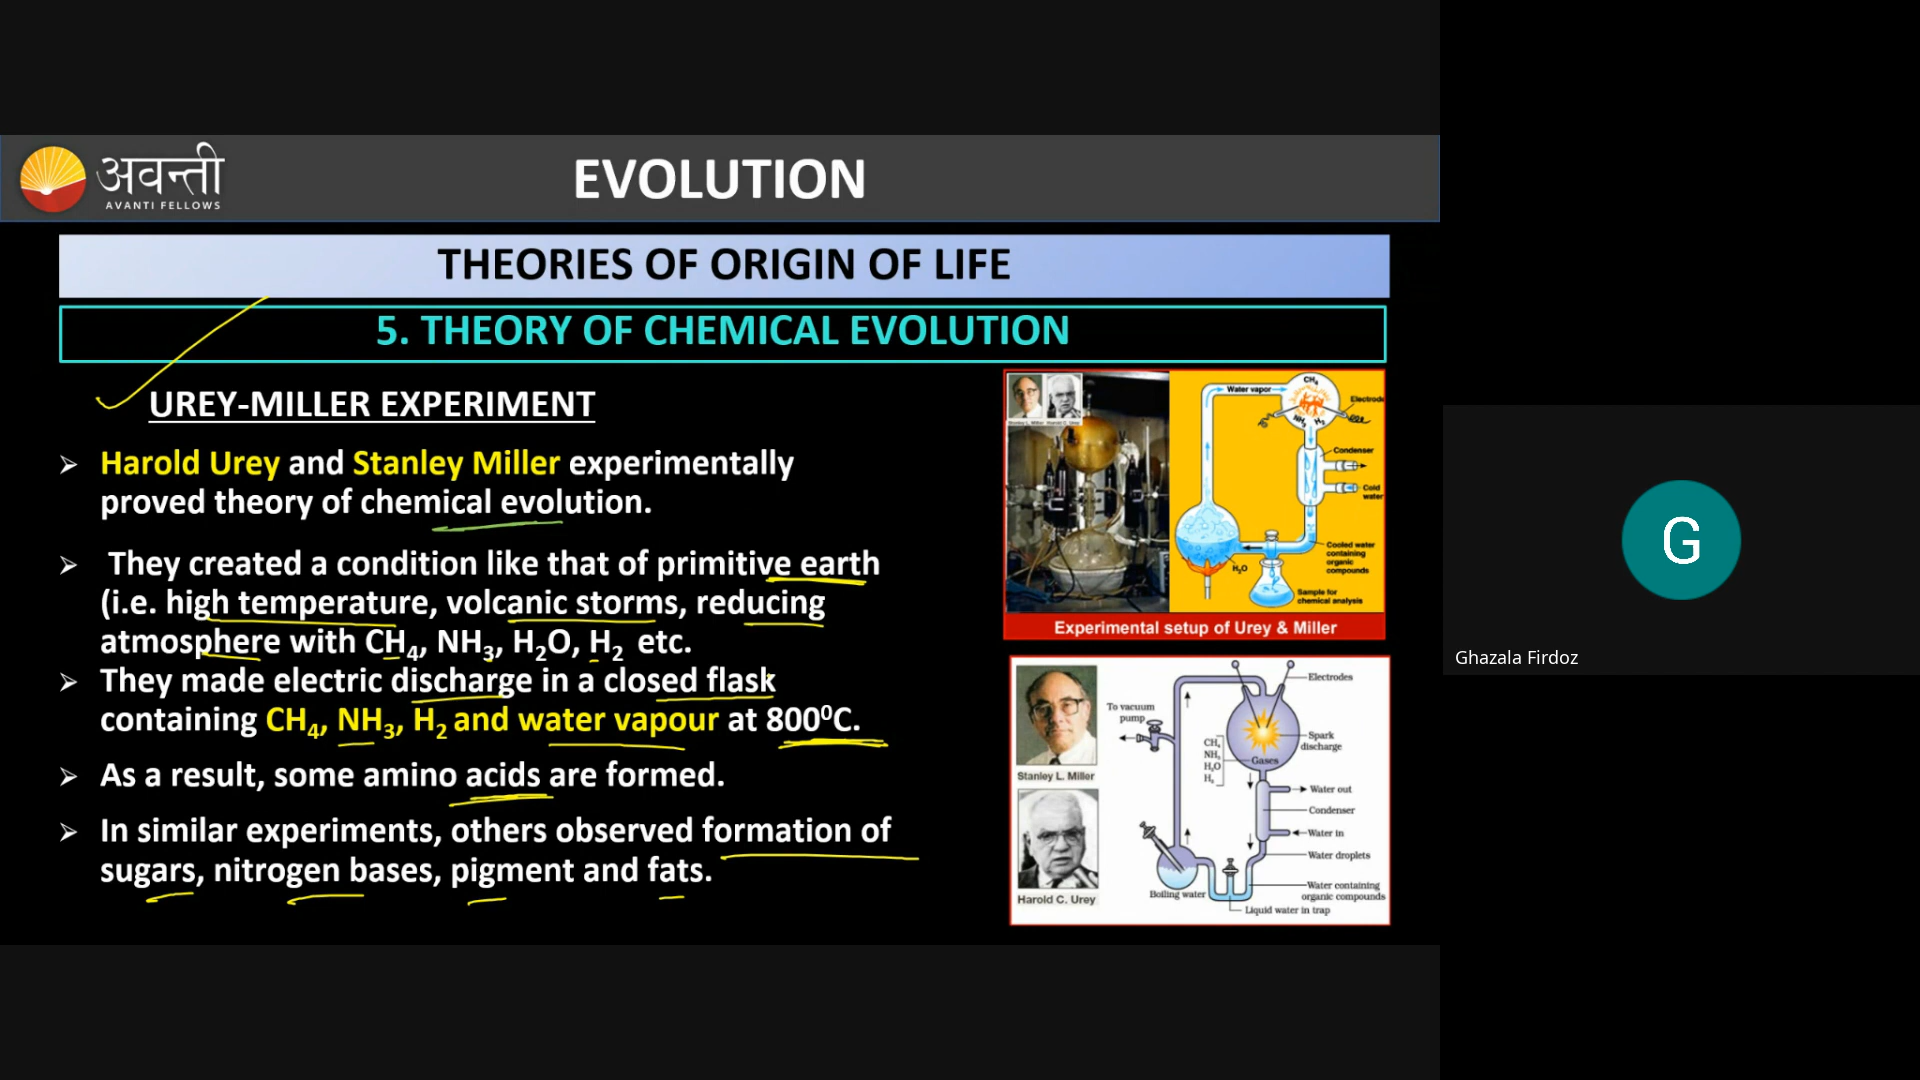 अवन्ती
AVANTI FELLOWS
EVOLUTION
THEORIES OF ORIGIN OF LIFE
5. THEORY OF CHEMICAL EVOLUTION
UREY-MILLER EXPERIMENT
➢ Harold Urey and Stanley Miller experimentally
proved theory of chemical evolution.
➢ They created a condition like that of primitive earth
(i.e. high temperature, volcanic storms, reducing
atmosphere with CH₄, NH₃, H₂O, H₂ etc.
➢ They made electric discharge in a closed flask
containing CH₄, NH₃, H₂ and water vapour at 800⁰C.
➢ As a result, some amino acids are formed.
➢ In similar experiments, others observed formation of
sugars, nitrogen bases, pigment and fats.
Water vapor
CH₄
Electrode
NH₃
H₂
Condenser
Cold
water
Cooled water
containing
organic
compounds
H₂O
Sample for
chemical analysis
Experimental setup of Urey & Miller
Electrodes
To vacuum
pump
Spark
discharge
CH₄
NH₃
H₂O
H₂
Gases
Stanley L. Miller
Water out
Condenser
Water in
Water droplets
Boiling water
Water containing
organic compounds
Harold C. Urey
Liquid water in trap
G
Ghazala Firdoz